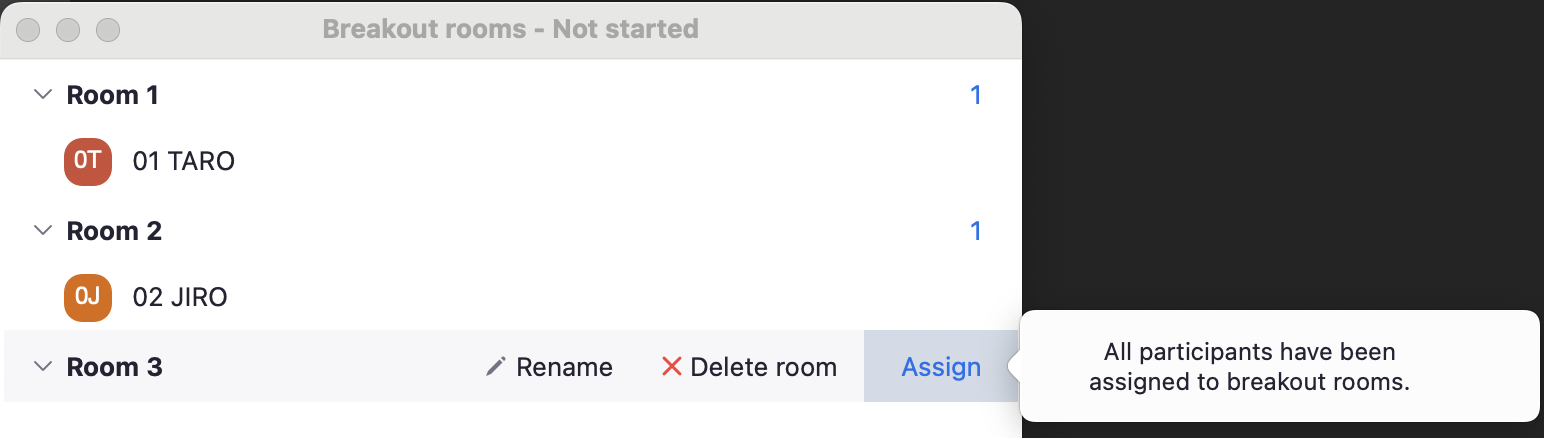 Breakout rooms - Not started
Room 1 1
0T 01 TARO
Room 2 1
0J 02 JIRO
Room 3 Rename Delete room Assign
All participants have been
assigned to breakout rooms.